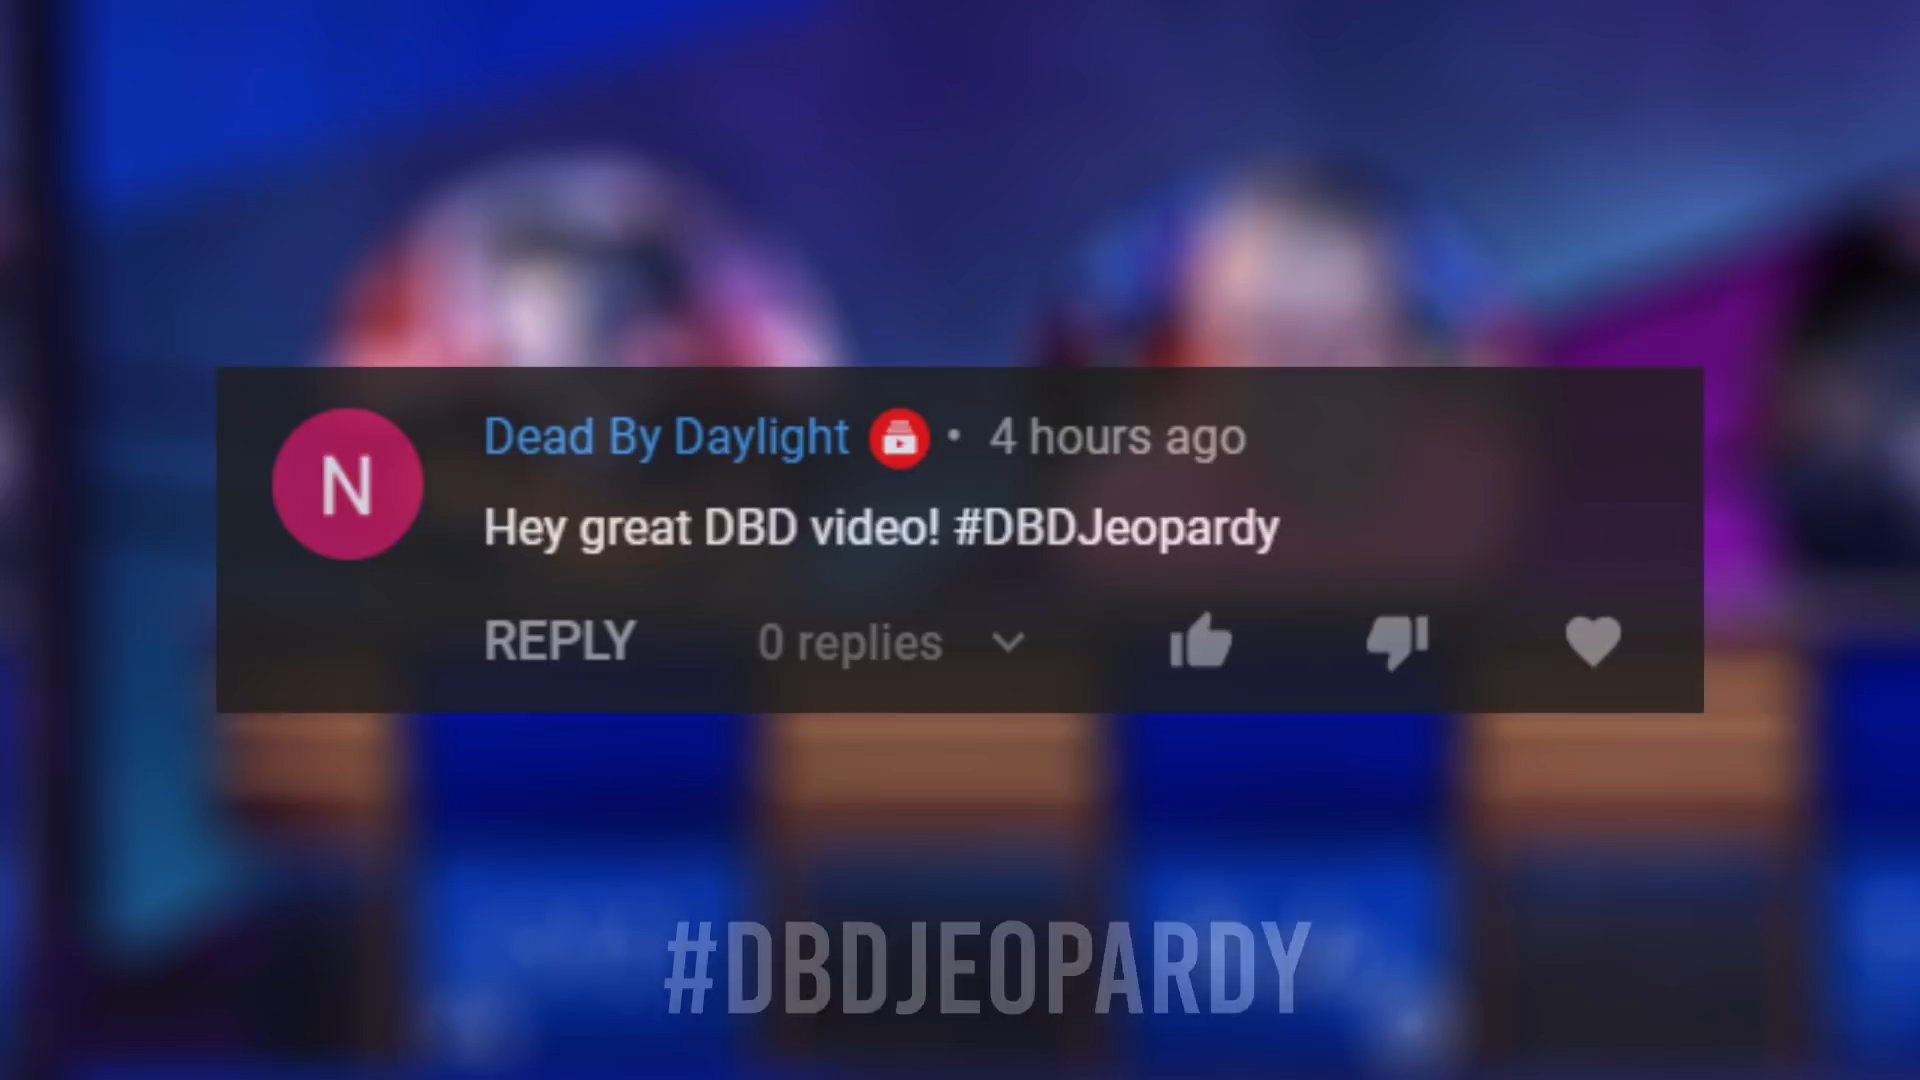 N
Dead By Daylight • 4 hours ago
Hey great DBD video! #DBDJeopardy
REPLY 0 replies
#DBDJEOPARDY